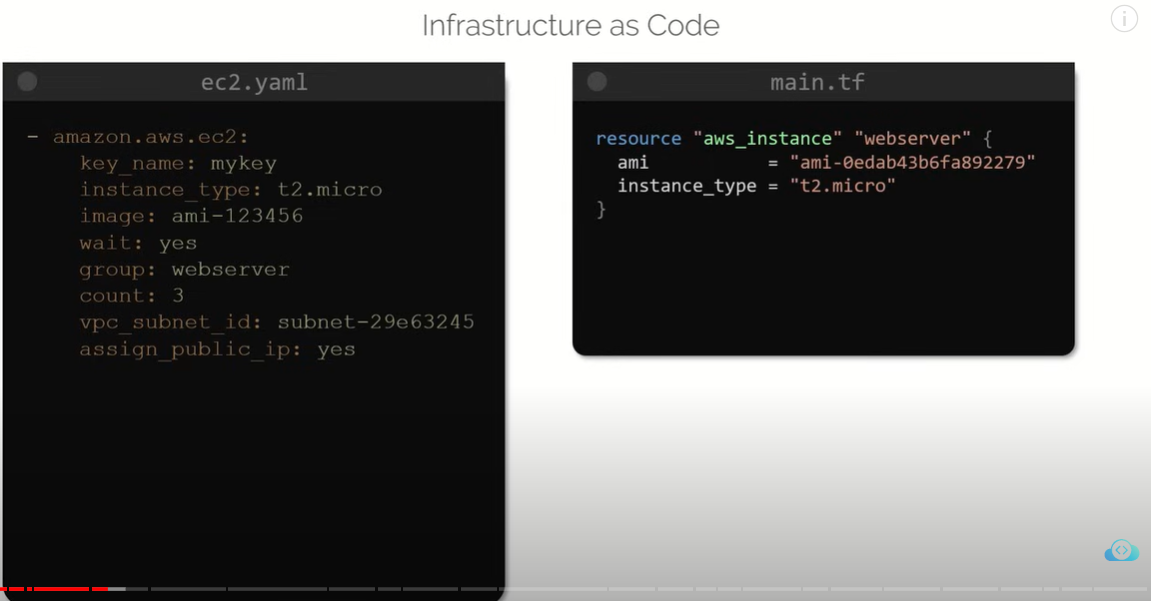 Infrastructure as Code
ec2.yaml
- amazon.aws.ec2:
key_name: mykey
instance_type: t2.micro
image: ami-123456
wait: yes
group: webserver
count: 3
vpc_subnet_id: subnet-29e63245
assign_public_ip: yes
main.tf
resource "aws_instance" "webserver" {
ami = "ami-0edab43b6fa892279"
instance_type = "t2.micro"
}